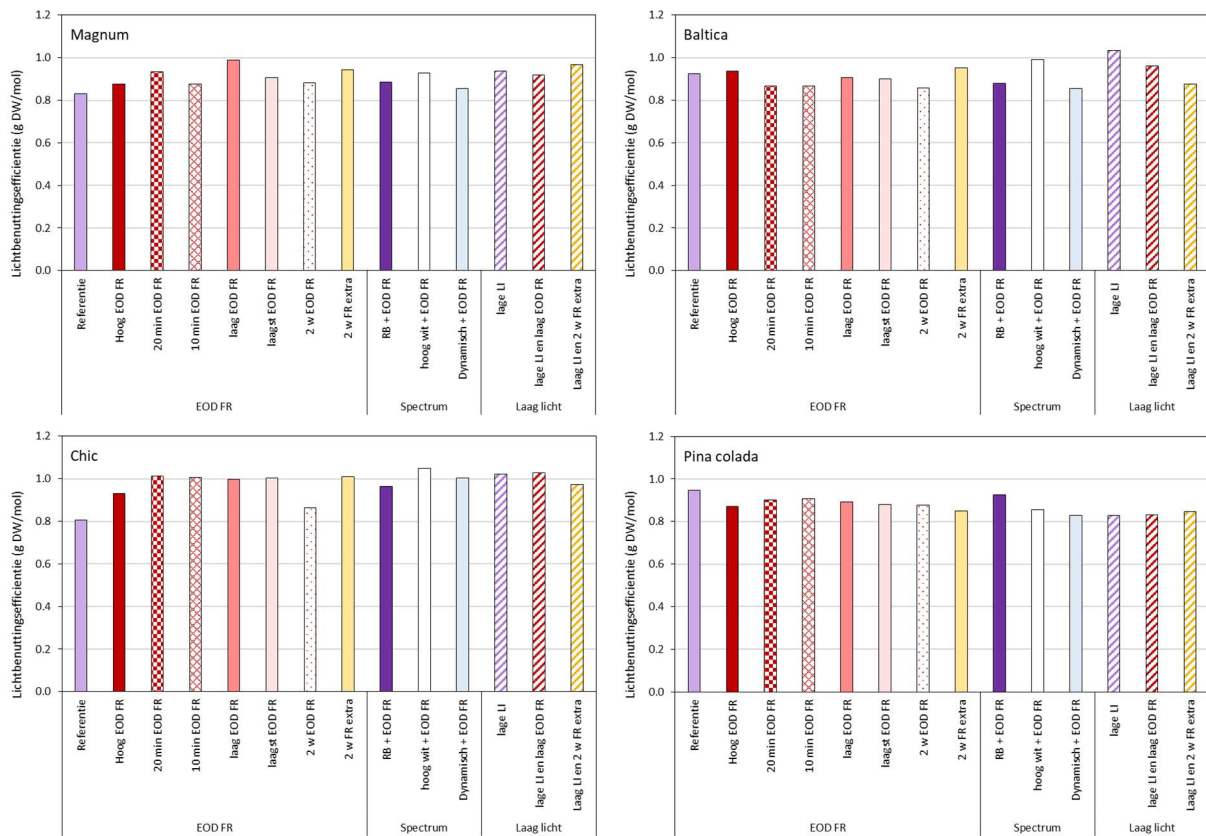 Magnum
Lichtbenuttingsefficientie (g DW/mol)
1.2
1.0
0.8
0.6
0.4
0.2
0.0
Referentie
Hoog EOD FR
20 min EOD FR
10 min EOD FR
laag EOD FR
laagst EOD FR
2 w EOD FR
2 w FR extra
RB + EOD FR
hoog wit + EOD FR
Dynamisch + EOD FR
lage LI
lage LI en laag EOD FR
Laag LI en 2 w FR extra
EOD FR
Spectrum
Laag licht
Baltica
Lichtbenuttingsefficientie (g DW/mol)
1.2
1.0
0.8
0.6
0.4
0.2
0.0
Referentie
Hoog EOD FR
20 min EOD FR
10 min EOD FR
laag EOD FR
laagst EOD FR
2 w EOD FR
2 w FR extra
RB + EOD FR
hoog wit + EOD FR
Dynamisch + EOD FR
lage LI
lage LI en laag EOD FR
Laag LI en 2 w FR extra
EOD FR
Spectrum
Laag licht
Chic
Lichtbenuttingsefficientie (g DW/mol)
1.2
1.0
0.8
0.6
0.4
0.2
0.0
Referentie
Hoog EOD FR
20 min EOD FR
10 min EOD FR
laag EOD FR
laagst EOD FR
2 w EOD FR
2 w FR extra
RB + EOD FR
hoog wit + EOD FR
Dynamisch + EOD FR
lage LI
lage LI en laag EOD FR
Laag LI en 2 w FR extra
EOD FR
Spectrum
Laag licht
Pina colada
Lichtbenuttingsefficientie (g DW/mol)
1.2
1.0
0.8
0.6
0.4
0.2
0.0
Referentie
Hoog EOD FR
20 min EOD FR
10 min EOD FR
laag EOD FR
laagst EOD FR
2 w EOD FR
2 w FR extra
RB + EOD FR
hoog wit + EOD FR
Dynamisch + EOD FR
lage LI
lage LI en laag EOD FR
Laag LI en 2 w FR extra
EOD FR
Spectrum
Laag licht